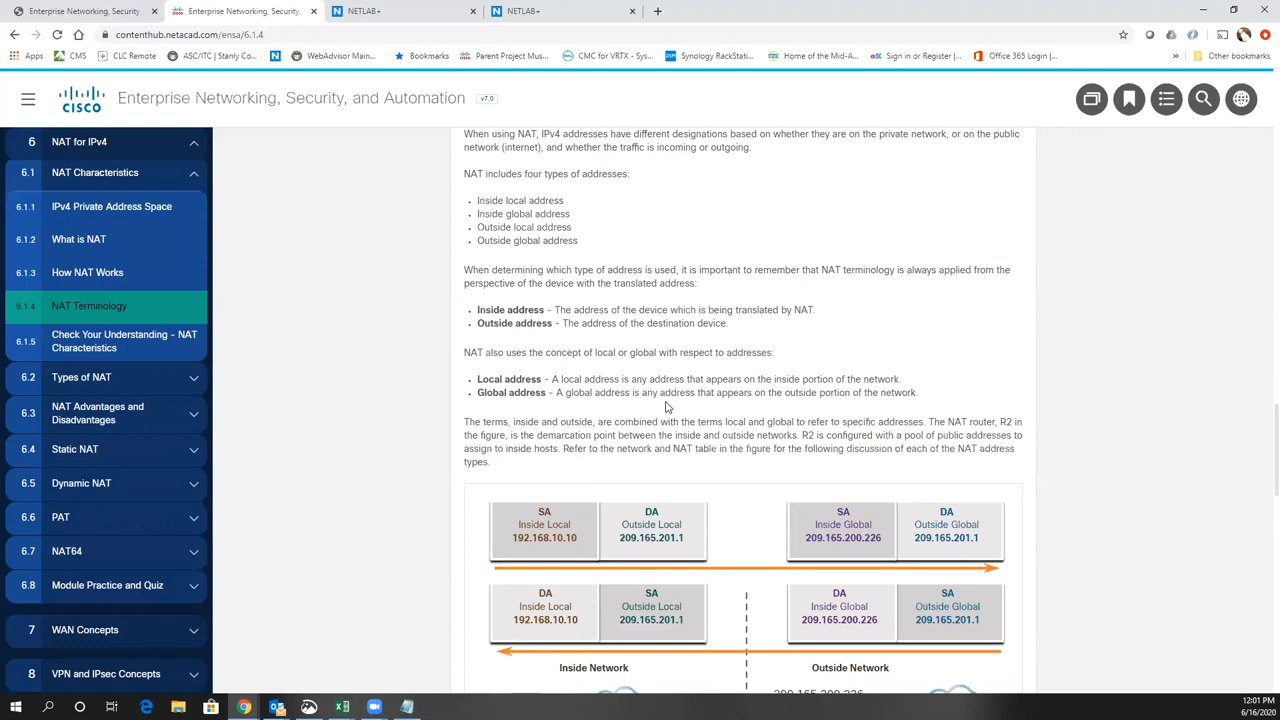 Enterprise Networking, Security,
Enterprise Networking, Security,
NETLAB+
NETLAB+
contenthub.netacad.com/ensa/6.1.4
Apps
CMS
CLC Remote
ASC/ITC | Stanly Co...
WebAdvisor Main...
Bookmarks
Parent Project Mus...
CMC for VRTX - Sys...
Synology RackStati...
Home of the Mid-A...
Sign in or Register |...
Office 365 Login |...
»
Other bookmarks
CISCO
Enterprise Networking, Security, and Automation v7.0
6 NAT for IPv4
6.1 NAT Characteristics
6.1.1 IPv4 Private Address Space
6.1.2 What is NAT
6.1.3 How NAT Works
6.1.4 NAT Terminology
6.1.5 Check Your Understanding - NAT
Characteristics
6.2 Types of NAT
6.3 NAT Advantages and
Disadvantages
6.4 Static NAT
6.5 Dynamic NAT
6.6 PAT
6.7 NAT64
6.8 Module Practice and Quiz
7 WAN Concepts
8 VPN and IPsec Concepts
When using NAT, IPv4 addresses have different designations based on whether they are on the private network, or on the public
network (internet), and whether the traffic is incoming or outgoing.
NAT includes four types of addresses:
• Inside local address
• Inside global address
• Outside local address
• Outside global address
When determining which type of address is used, it is important to remember that NAT terminology is always applied from the
perspective of the device with the translated address:
• Inside address - The address of the device which is being translated by NAT.
• Outside address - The address of the destination device.
NAT also uses the concept of local or global with respect to addresses:
• Local address - A local address is any address that appears on the inside portion of the network.
• Global address - A global address is any address that appears on the outside portion of the network.
The terms, inside and outside, are combined with the terms local and global to refer to specific addresses. The NAT router, R2 in
the figure, is the demarcation point between the inside and outside networks. R2 is configured with a pool of public addresses to
assign to inside hosts. Refer to the network and NAT table in the figure for the following discussion of each of the NAT address
types.
SA DA SA DA
Inside Local Outside Local Inside Global Outside Global
192.168.10.10 209.165.201.1 209.165.200.226 209.165.201.1
DA SA DA SA
Inside Local Outside Local Inside Global Outside Global
192.168.10.10 209.165.201.1 209.165.200.226 209.165.201.1
Inside Network Outside Network
209.165.200.226
12:01 PM
6/16/2020